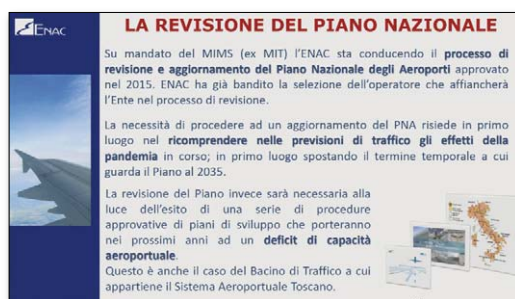 ENAC
LA REVISIONE DEL PIANO NAZIONALE
Su mandato del MIMS (ex MIT) l'ENAC sta conducendo il processo di
revisione e aggiornamento del Piano Nazionale degli Aeroporti approvato
nel 2015. ENAC ha già bandito la selezione dell'operatore che affiancherà
l'Ente nel processo di revisione.
La necessità di procedere ad un aggiornamento del PNA risiede in primo
luogo nel ricomprendere nelle previsioni di traffico gli effetti della
pandemia in corso; in primo luogo spostando il termine temporale a cui
guarda il Piano al 2035.
La revisione del Piano invece sarà necessaria alla
luce dell'esito di una serie di procedure
approvative di piani di sviluppo che porteranno
nei prossimi anni ad un deficit di capacità
aeroportuale.
Questo è anche il caso del Bacino di Traffico a cui
appartiene il Sistema Aeroportuale Toscano.